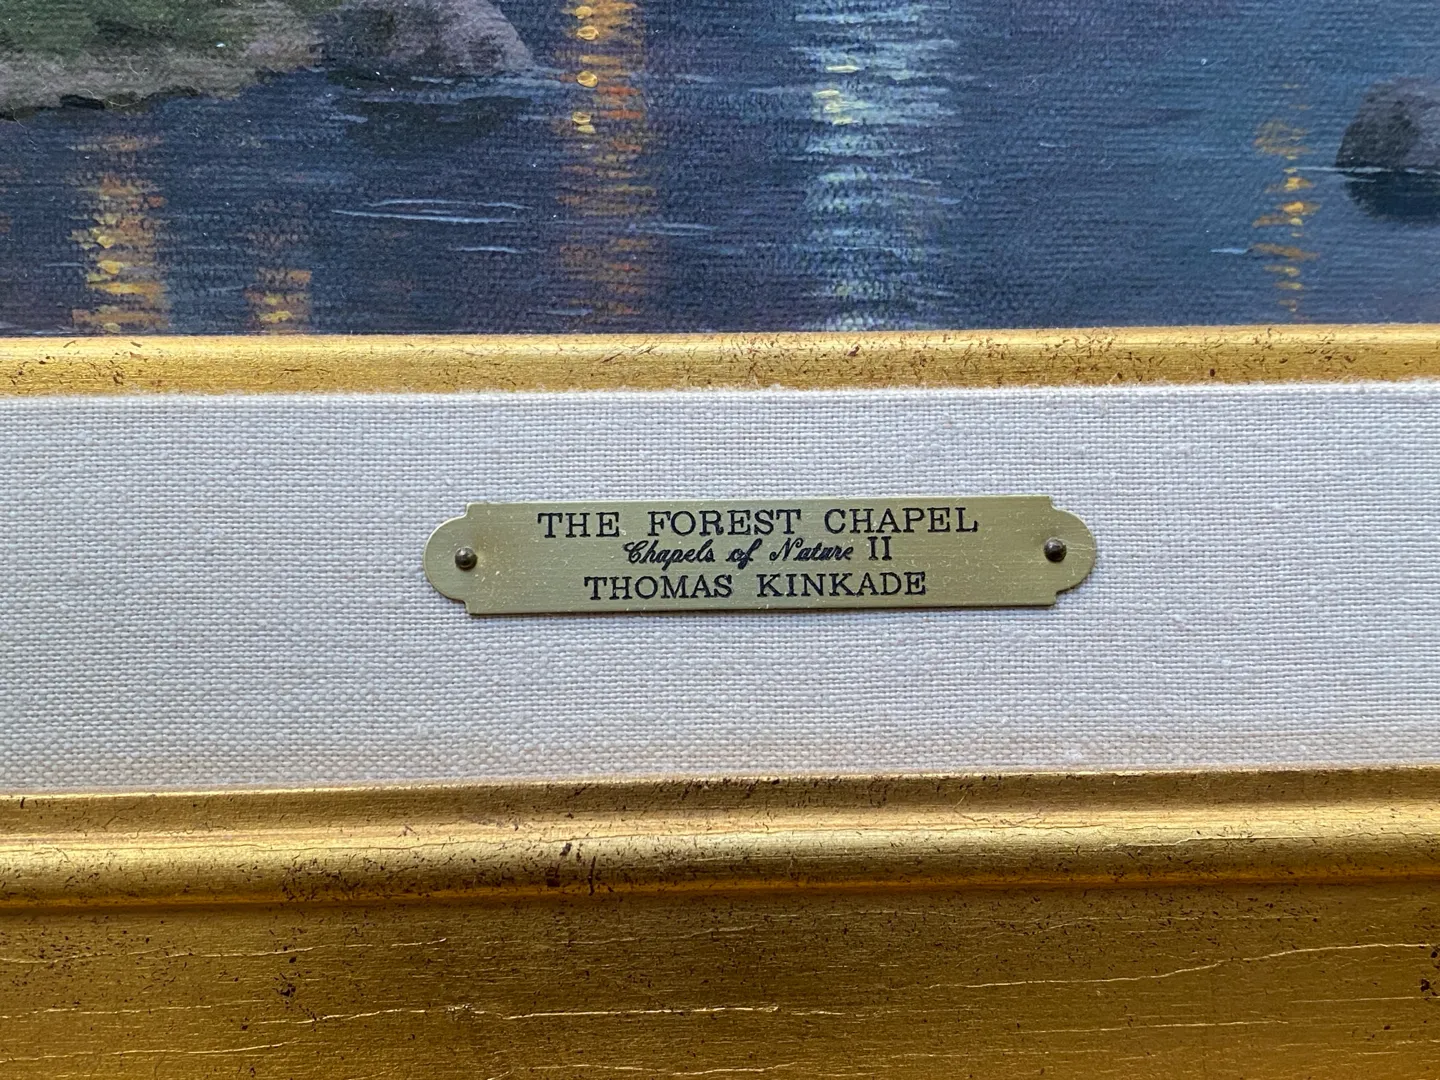 THE FOREST CHAPEL
Chapels of Nature II
THOMAS KINKADE